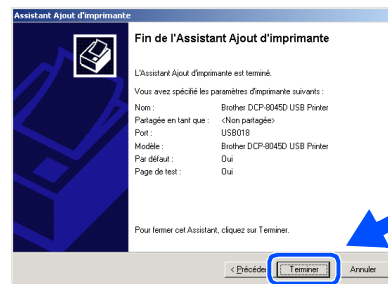 Assistant Ajout d'imprimante
Fin de l'Assistant Ajout d'imprimante
L'Assistant Ajout d'imprimante est terminé.
Vous avez spécifié les paramètres d'imprimante suivants :
Nom : Brother DCP-8045D USB Printer
Partagée en tant que : <Non partagée>
Port : USB018
Modèle : Brother DCP-8045D USB Printer
Par défaut : Oui
Page de test : Oui
Pour fermer cet Assistant, cliquez sur Terminer.
< Précéden Terminer Annuler